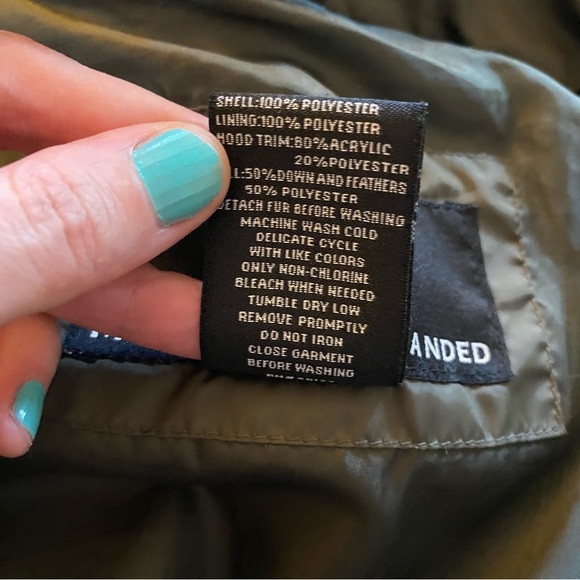 SHELL:100% POLYESTER
LINING:100% POLYESTER
HOOD TRIM:80% ACRYLIC
20%POLYESTER
LL:50%DOWN AND FEATHERS
50% POLYESTER
DETACH FUR BEFORE WASHING
MACHINE WASH COLD
DELICATE CYCLE
WITH LIKE COLORS
ONLY NON-CHLORINE
BLEACH WHEN NEEDED
TUMBLE DRY LOW
REMOVE PROMPTLY
DO NOT IRON
CLOSE GARMENT
BEFORE WASHING
ANDED